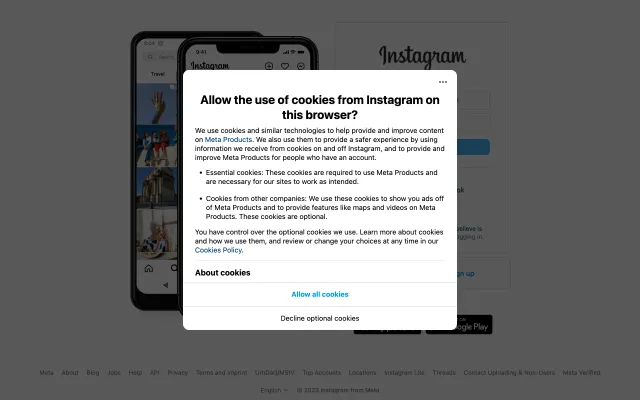 9:41
Instagram
Instagram
Travel
Allow the use of cookies from Instagram on
this browser?
We use cookies and similar technologies to help provide and improve content
on Meta Products. We also use them to provide a safer experience by using
information we receive from cookies on and off Instagram, and to provide and
improve Meta Products for people who have an account.
• Essential cookies: These cookies are required to use Meta Products and
are necessary for our sites to work as intended.
• Cookies from other companies: We use these cookies to show you ads off
of Meta Products and to provide features like maps and videos on Meta
Products. These cookies are optional.
You have control over the optional cookies we use. Learn more about cookies
and how we use them, and review or change your choices at any time in our
Cookies Policy.
About cookies
Allow all cookies
Decline optional cookies
Google Play
Meta About Blog Jobs Help API Privacy Terms and imprint UrhDaG/MStV Top Accounts Locations Instagram Lite Threads Contact Uploading & Non-Users Meta Verified
English © 2023 Instagram from Meta